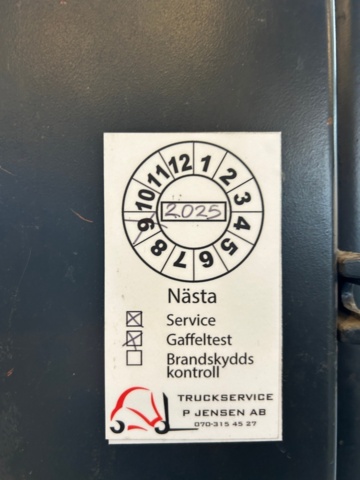 12 1 2 3 4 5 6 7 8 9 10 11
2025
Nästa
Service
Gaffeltest
Brandskydds
kontroll
TRUCKSERVICE
P JENSEN AB
070-315 45 27